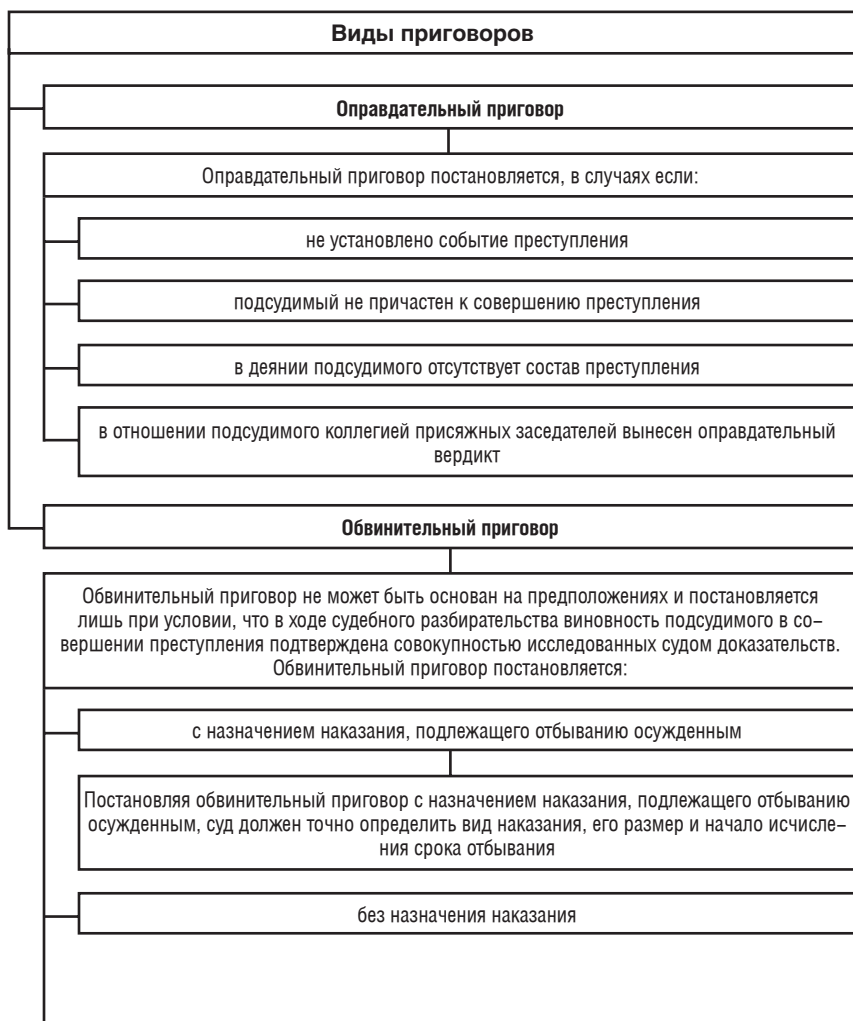 Виды приговоров
Оправдательный приговор
Оправдательный приговор постановляется, в случаях если:
не установлено событие преступления
подсудимый не причастен к совершению преступления
в деянии подсудимого отсутствует состав преступления
в отношении подсудимого коллегией присяжных заседателей вынесен оправдательный
вердикт
Обвинительный приговор
Обвинительный приговор не может быть основан на предположениях и постановляется
лишь при условии, что в ходе судебного разбирательства виновность подсудимого в со–
вершении преступления подтверждена совокупностью исследованных судом доказательств.
Обвинительный приговор постановляется:
с назначением наказания, подлежащего отбыванию осужденным
Постановляя обвинительный приговор с назначением наказания, подлежащего отбыванию
осужденным, суд должен точно определить вид наказания, его размер и начало исчисле–
ния срока отбывания
без назначения наказания